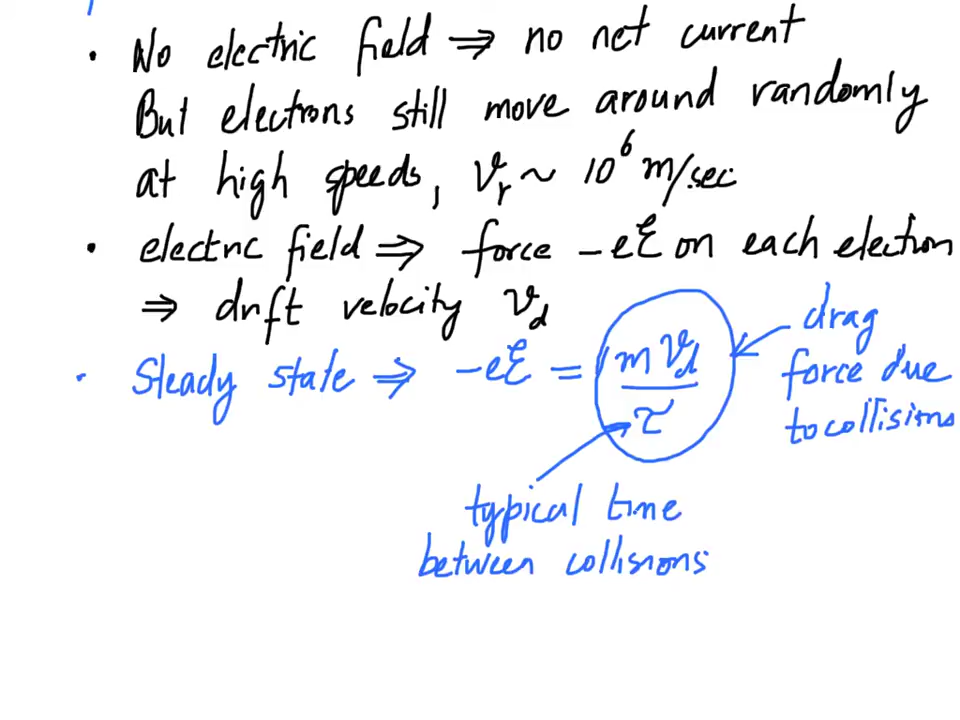 · No electric field ⇒ no net current
But electrons still move around randomly
at high speeds, v_r ~ 10^6 m/sec
· electric field ⇒ force -eℰ on each electron
⇒ drift velocity v_d
· Steady state ⇒ -eℰ = m v_d / τ
drag
force due
to collisions
typical time
between collisions